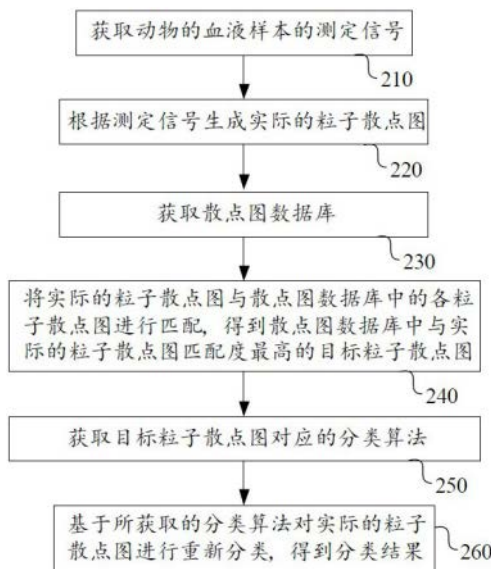 获取动物的血液样本的测定信号
210
根据测定信号生成实际的粒子散点图
220
获取散点图数据库
230
将实际的粒子散点图与散点图数据库中的各粒
子散点图进行匹配，得到散点图数据库中与实
际的粒子散点图匹配度最高的目标粒子散点图
240
获取目标粒子散点图对应的分类算法
250
基于所获取的分类算法对实际的粒子
散点图进行重新分类，得到分类结果
260